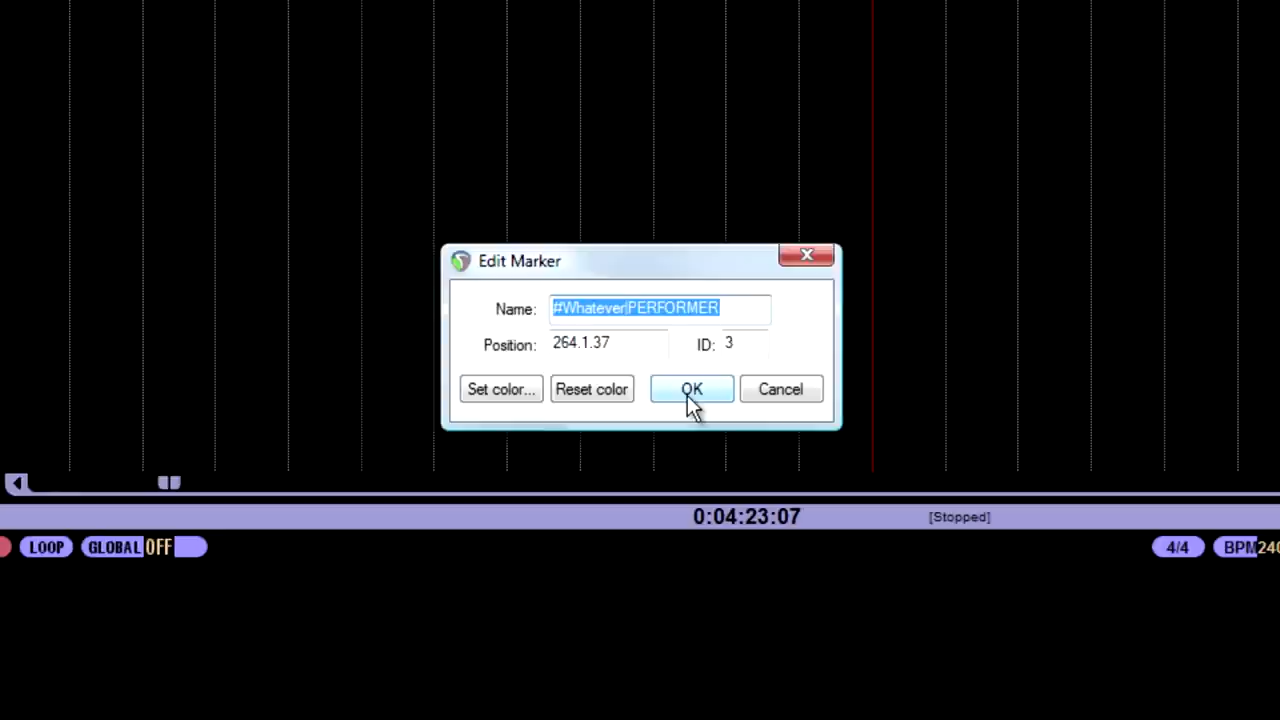 Edit Marker
Name: #Whatever|PERFORMER
Position: 264.1.37 ID: 3
Set color... Reset color OK Cancel
0:04:23:07 [Stopped]
LOOP GLOBAL OFF 4/4 BPM 240